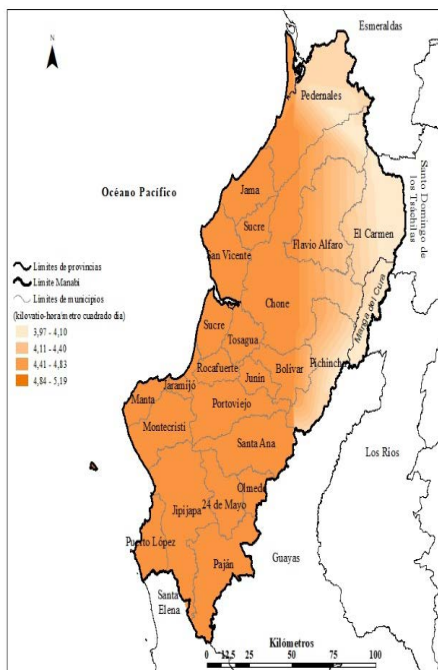 Esmeraldas
N
Pedernales
Océano Pacífico
Santo Domingo de
los Tsáchilas
Jama
Sucre
El Carmen
Flavio Alfaro
San Vicente
Límites de provincias
Límite Manabí
Límites de municipios
(kilovatio-hora/metro cuadrado día)
3,97 - 4,10
4,11 - 4,40
4,41 - 4,83
4,84 - 5,19
Chone
Manga del Cura
Sucre
Tosagua
Pichincha
Rocafuerte
Bolívar
Junín
Jaramijó
Manta
Portoviejo
Montecristi
Santa Ana
Los Ríos
Olmedo
24 de Mayo
Jipijapa
Puerto López
Paján
Guayas
Santa
Elena
Kilómetros
0 12,5 25 50 75 100